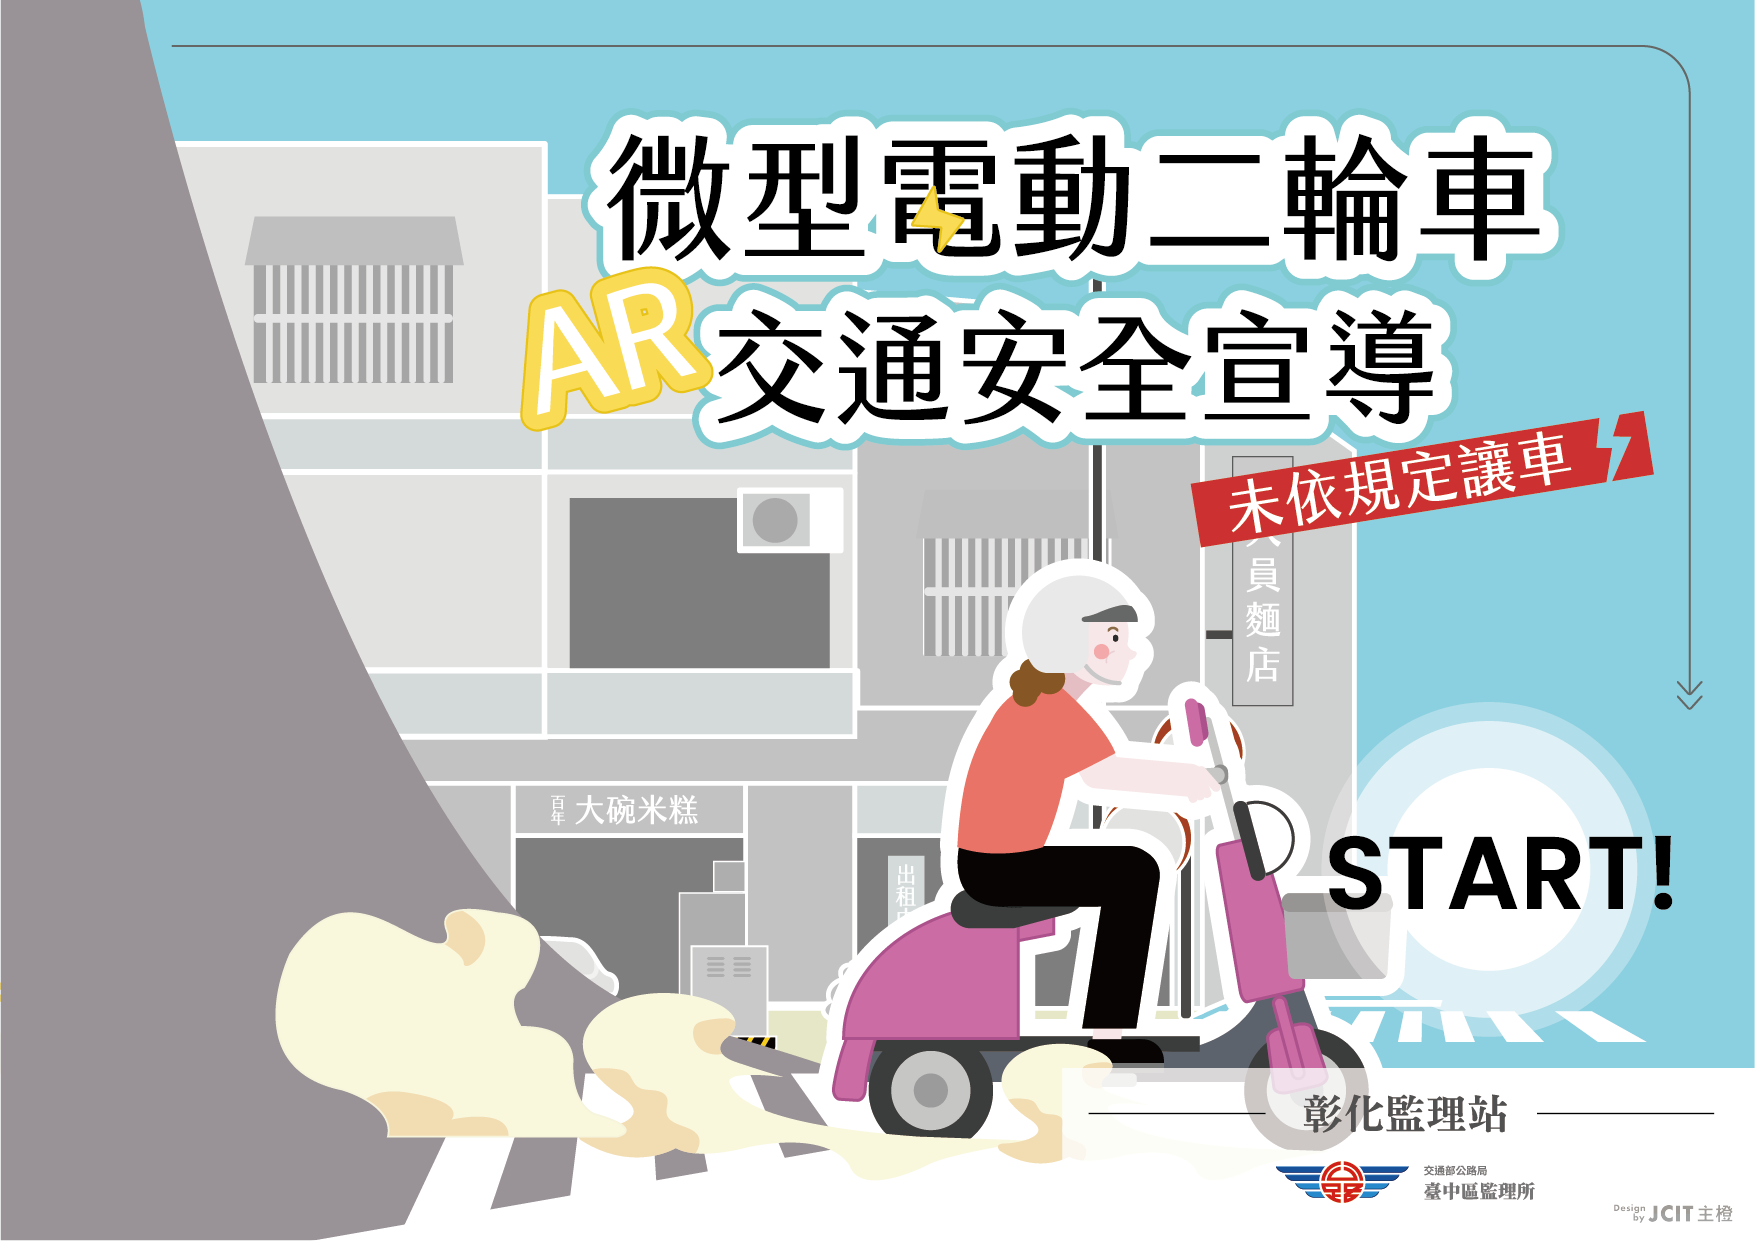 微型電動二輪車
AR交通安全宣導
未依規定讓車
員麵店
百年 大碗米糕
出租
START!
彰化監理站
交通部公路局
臺中區監理所
Design by JCIT 主橙